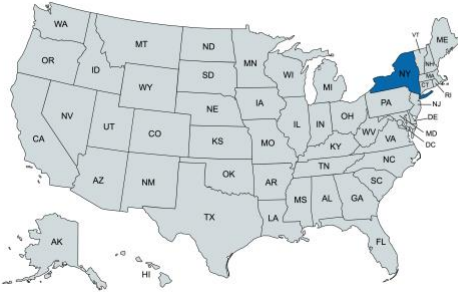 WA
MT
ND
MN
VT
ME
OR
ID
SD
WI
NH
NY
MA
WY
MI
CT
RI
NV
NE
IA
PA
NJ
UT
CO
IL
IN
OH
DE
CA
KS
MO
WV
VA
MD
KY
DC
AZ
NM
OK
AR
TN
NC
SC
MS
AL
GA
TX
LA
AK
FL
HI